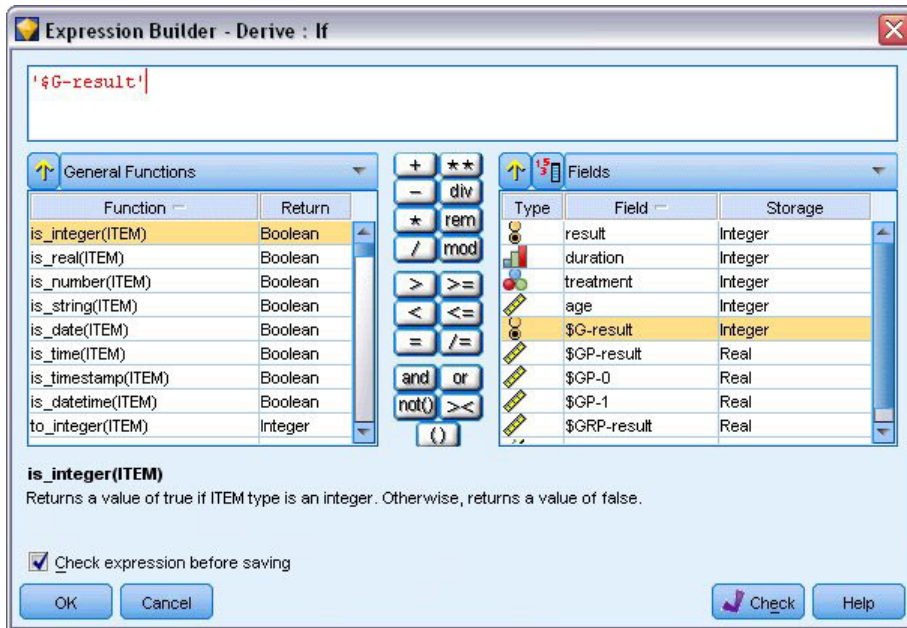 Expression Builder - Derive : If
'$G-result'
General Functions
Function Return
is_integer(ITEM) Boolean
is_real(ITEM) Boolean
is_number(ITEM) Boolean
is_string(ITEM) Boolean
is_date(ITEM) Boolean
is_time(ITEM) Boolean
is_timestamp(ITEM) Boolean
is_datetime(ITEM) Boolean
to_integer(ITEM) Integer
+ **
- div
* rem
/ mod
> >=
< <=
= /=
and or
not() ><
()
Fields
Type Field Storage
result Integer
duration Integer
treatment Integer
age Integer
$G-result Integer
$GP-result Real
$GP-0 Real
$GP-1 Real
$GRP-result Real
is_integer(ITEM)
Returns a value of true if ITEM type is an integer. Otherwise, returns a value of false.
Check expression before saving
OK Cancel Check Help